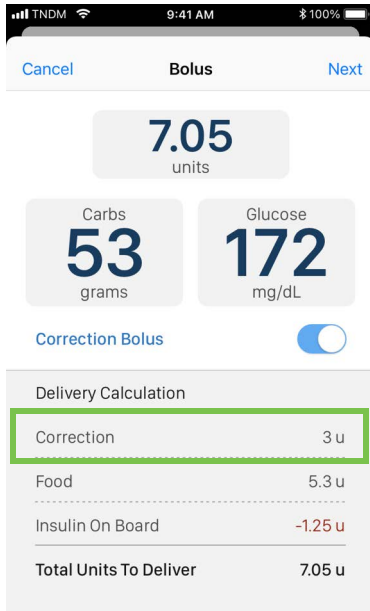 TNDM 9:41 AM 100%
Cancel Bolus Next
7.05
units
Carbs Glucose
53 172
grams mg/dL
Correction Bolus
Delivery Calculation
Correction 3 u
Food 5.3 u
Insulin On Board -1.25 u
Total Units To Deliver 7.05 u